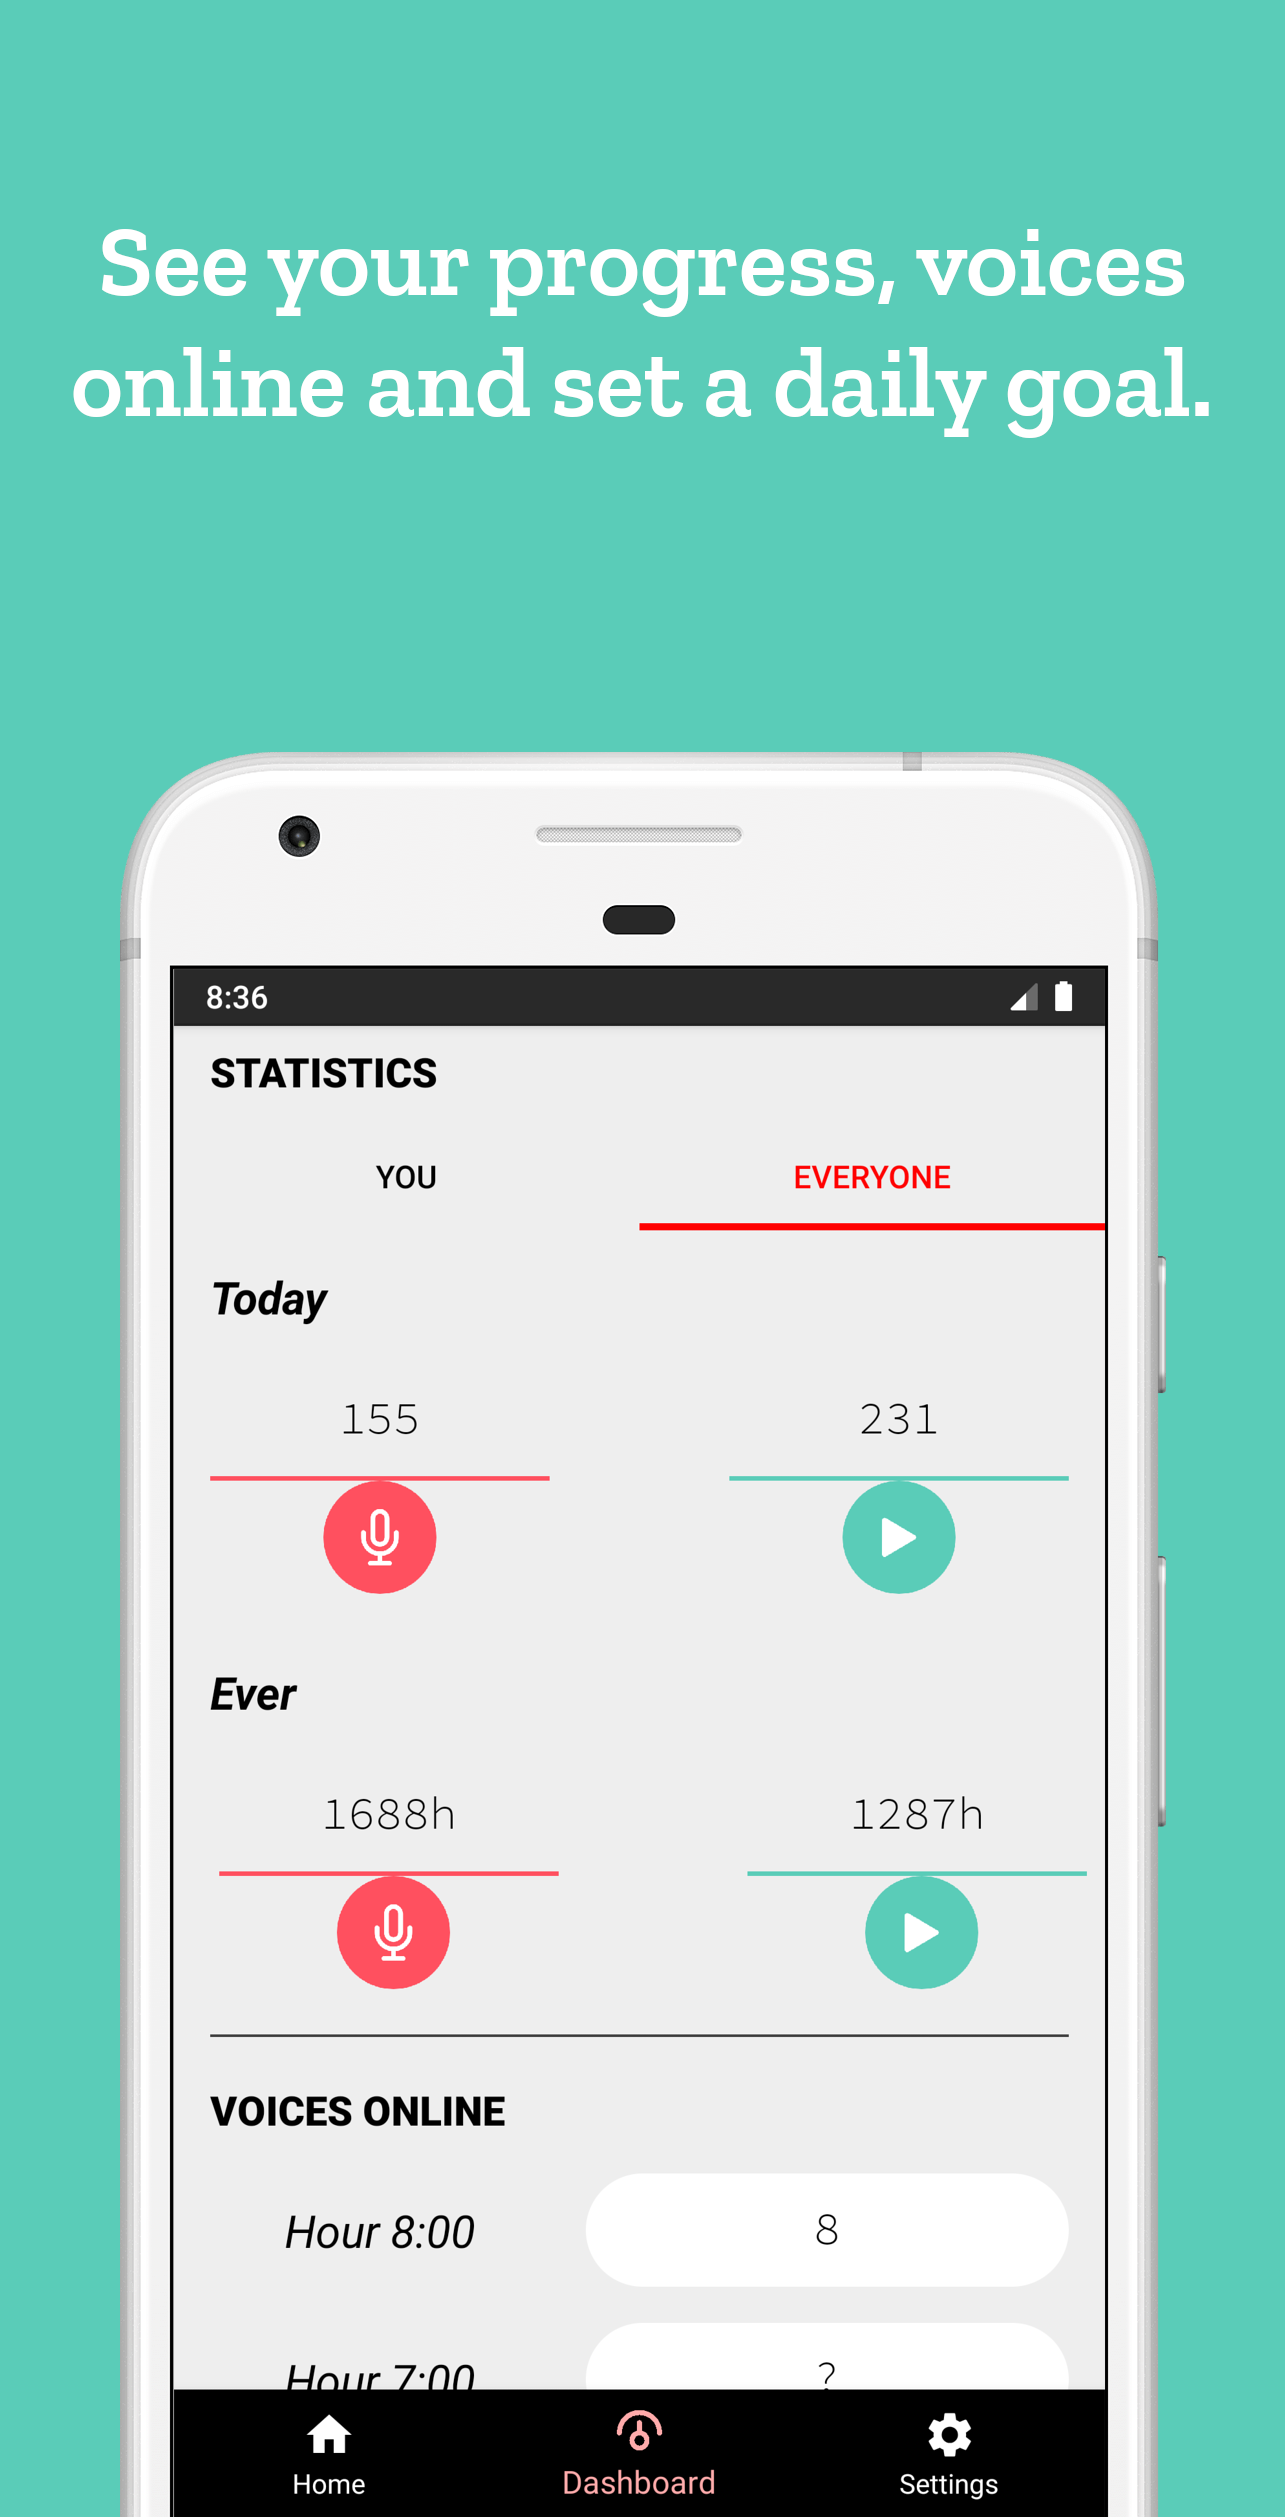 See your progress, voices
online and set a daily goal.
8:36
STATISTICS
YOU
EVERYONE
Today
155
231
Ever
1688h
1287h
VOICES ONLINE
Hour 8:00
8
Hour 7:00
?
Home
Dashboard
Settings